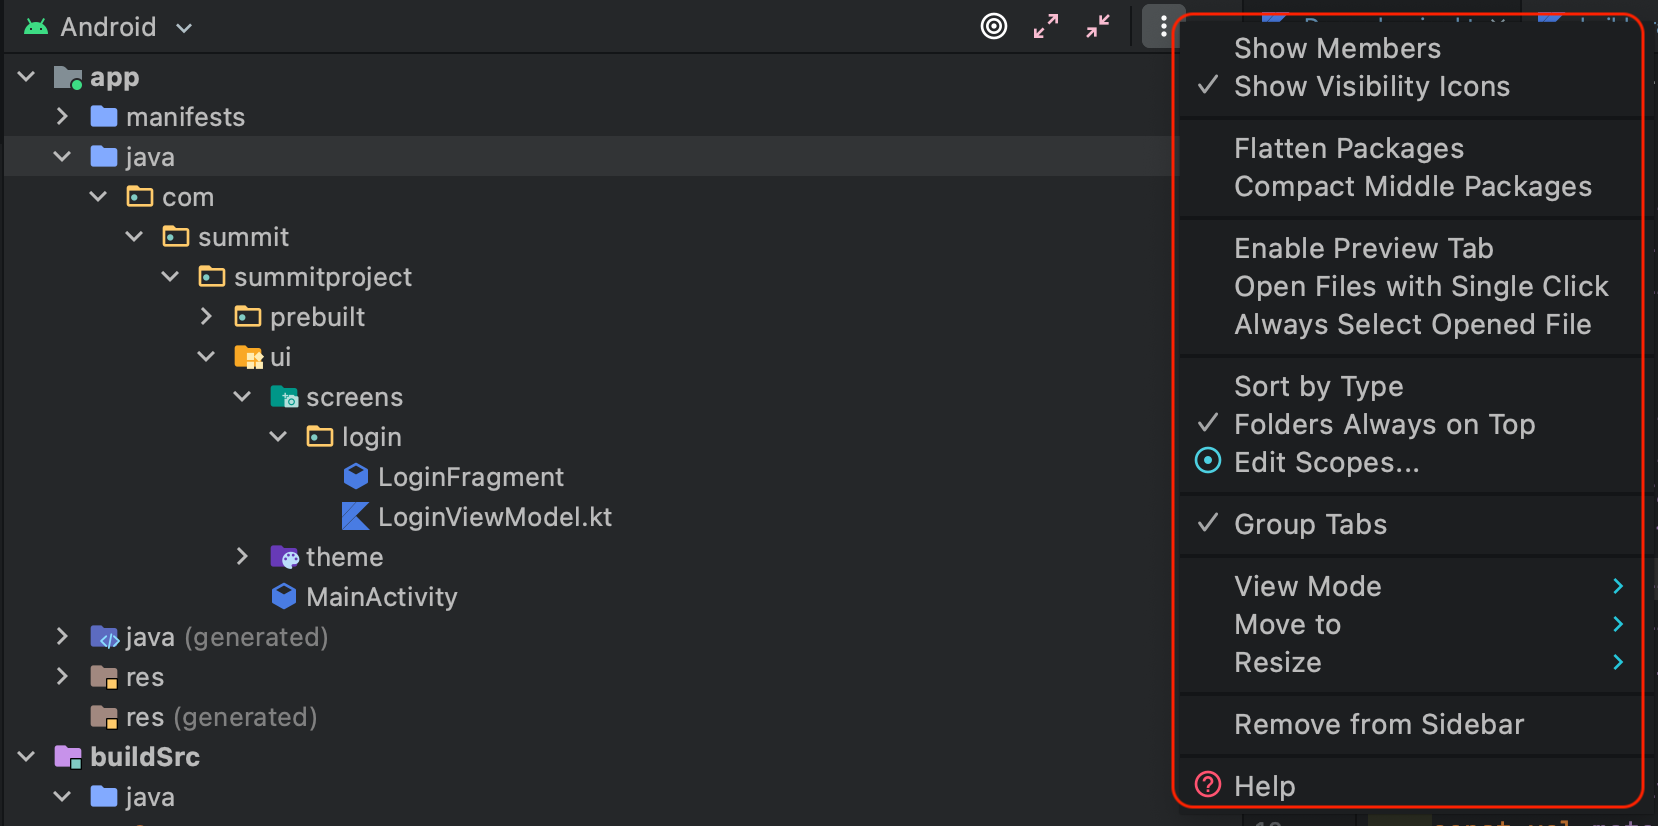 Android
app
manifests
java
com
summit
summitproject
prebuilt
ui
screens
login
LoginFragment
LoginViewModel.kt
theme
MainActivity
java (generated)
res
res (generated)
buildSrc
java
Show Members
Show Visibility Icons
Flatten Packages
Compact Middle Packages
Enable Preview Tab
Open Files with Single Click
Always Select Opened File
Sort by Type
Folders Always on Top
Edit Scopes...
Group Tabs
View Mode
Move to
Resize
Remove from Sidebar
Help